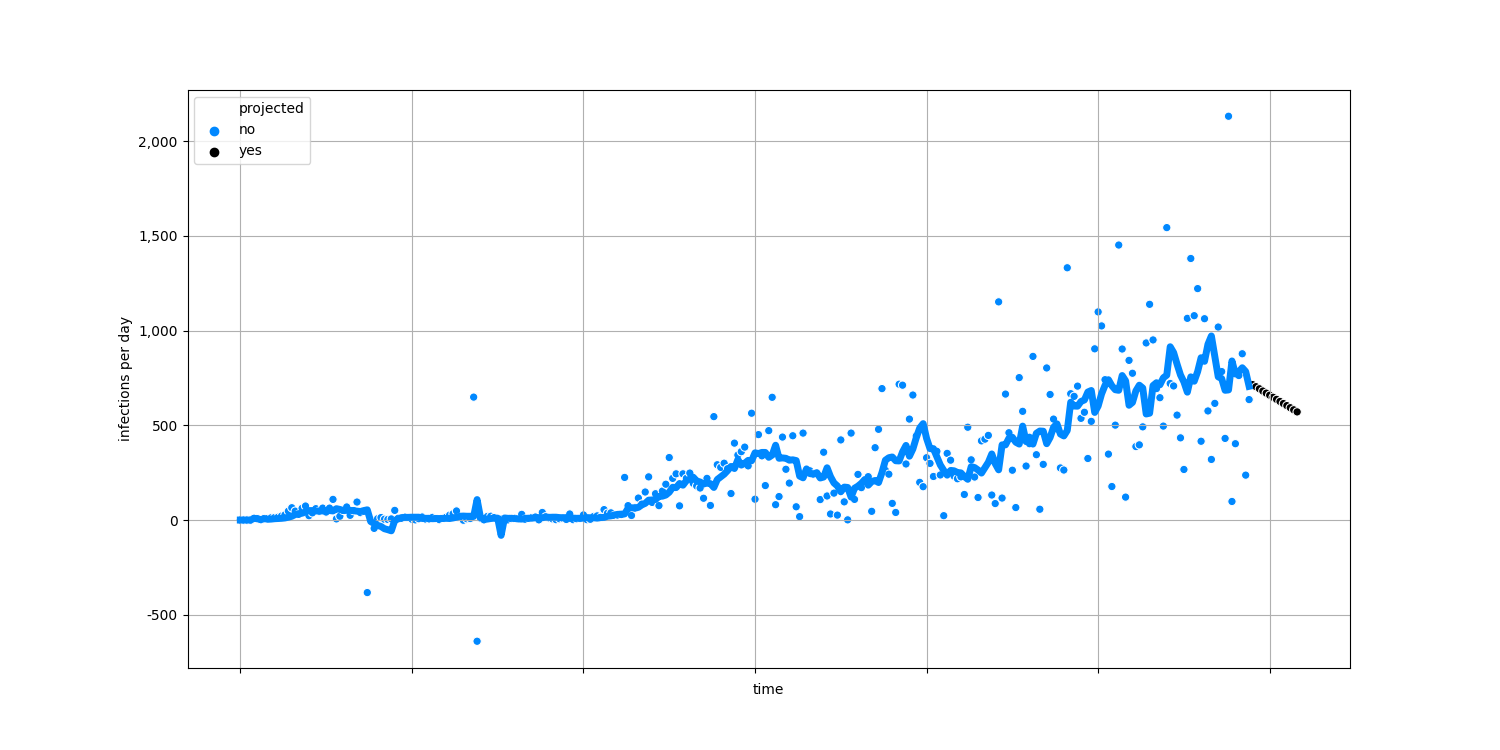 projected
no
yes
2,000
1,500
1,000
500
0
-500
infections per day
time